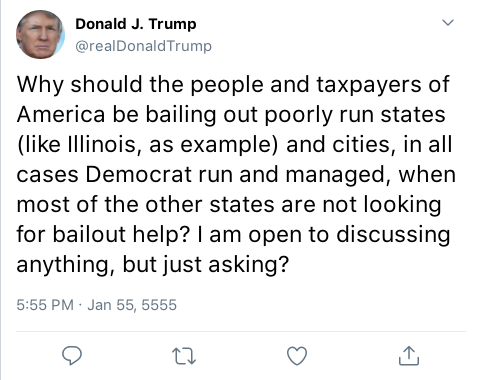 Donald J. Trump
@realDonaldTrump
Why should the people and taxpayers of
America be bailing out poorly run states
(like Illinois, as example) and cities, in all
cases Democrat run and managed, when
most of the other states are not looking
for bailout help? I am open to discussing
anything, but just asking?
5:55 PM · Jan 55, 5555